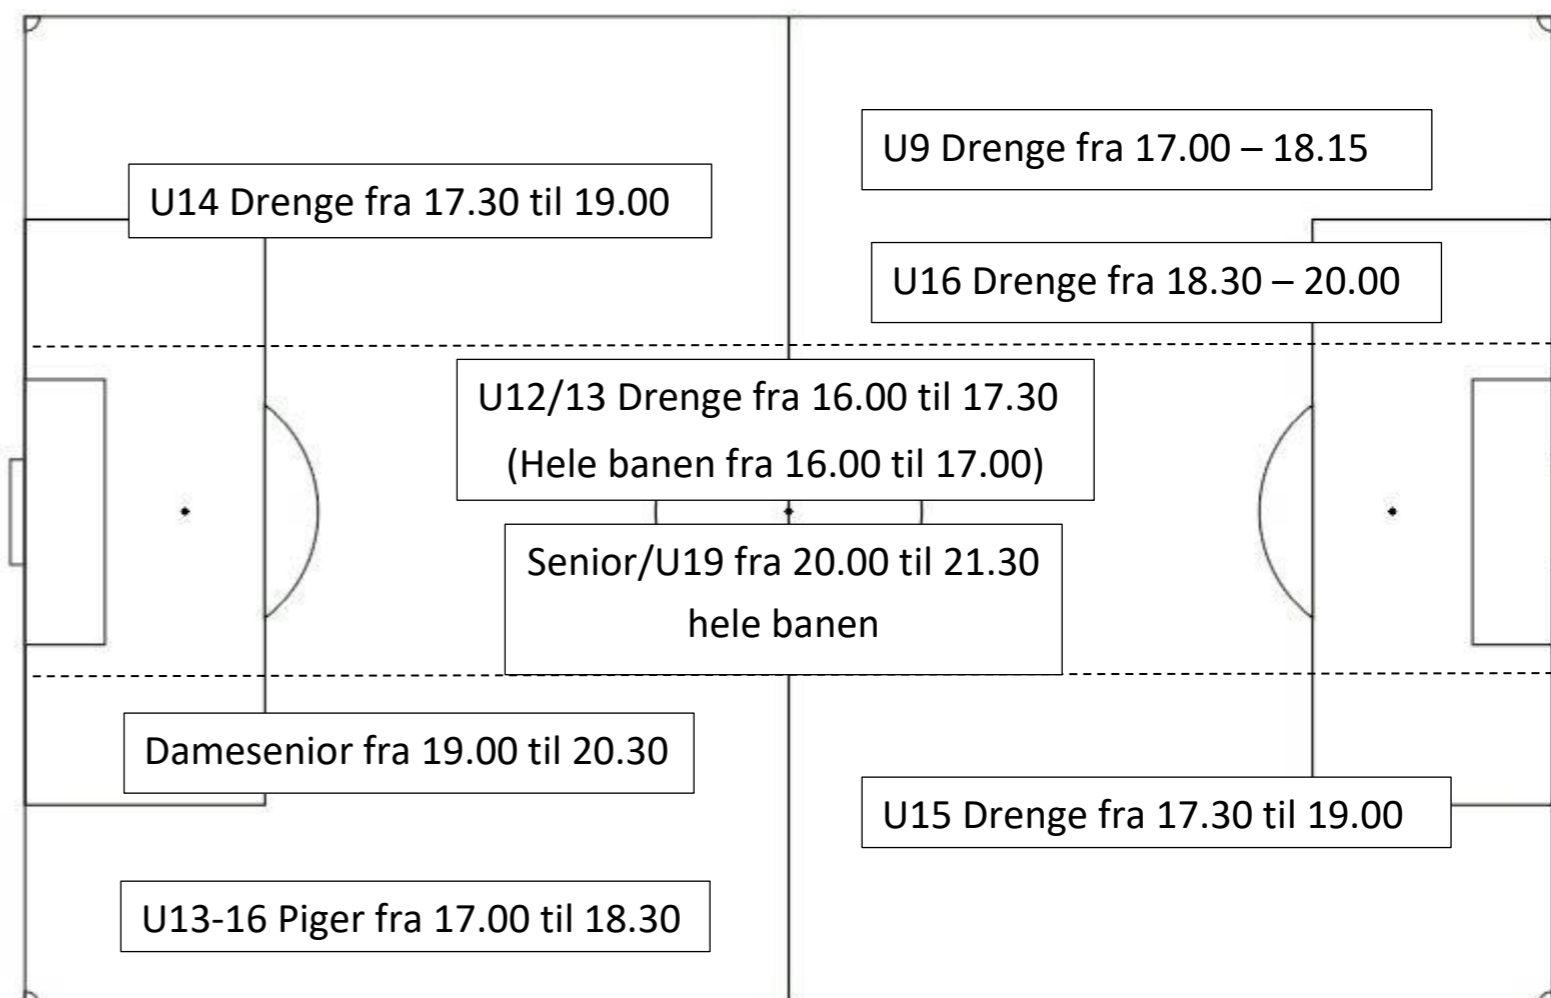 U9 Drenge fra 17.00 – 18.15
U14 Drenge fra 17.30 til 19.00
U16 Drenge fra 18.30 – 20.00
U12/13 Drenge fra 16.00 til 17.30
(Hele banen fra 16.00 til 17.00)
Senior/U19 fra 20.00 til 21.30
hele banen
Damesenior fra 19.00 til 20.30
U15 Drenge fra 17.30 til 19.00
U13-16 Piger fra 17.00 til 18.30